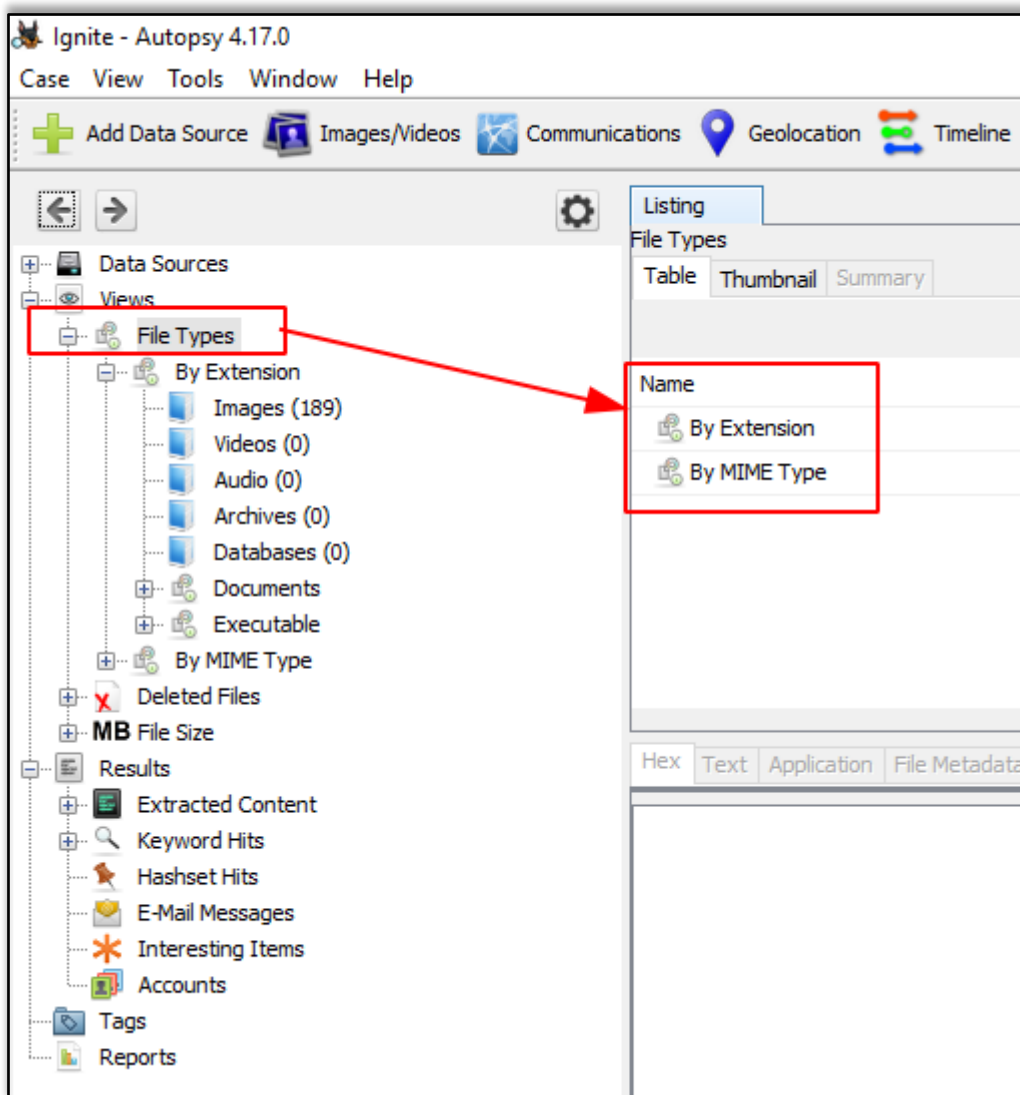 Ignite - Autopsy 4.17.0
Case View Tools Window Help
Add Data Source Images/Videos Communications Geolocation Timeline
Data Sources
Views
File Types
By Extension
Images (189)
Videos (0)
Audio (0)
Archives (0)
Databases (0)
Documents
Executable
By MIME Type
Deleted Files
MB File Size
Results
Extracted Content
Keyword Hits
Hashset Hits
E-Mail Messages
Interesting Items
Accounts
Tags
Reports
Listing
File Types
Table Thumbnail Summary
Name
By Extension
By MIME Type
Hex Text Application File Metadata